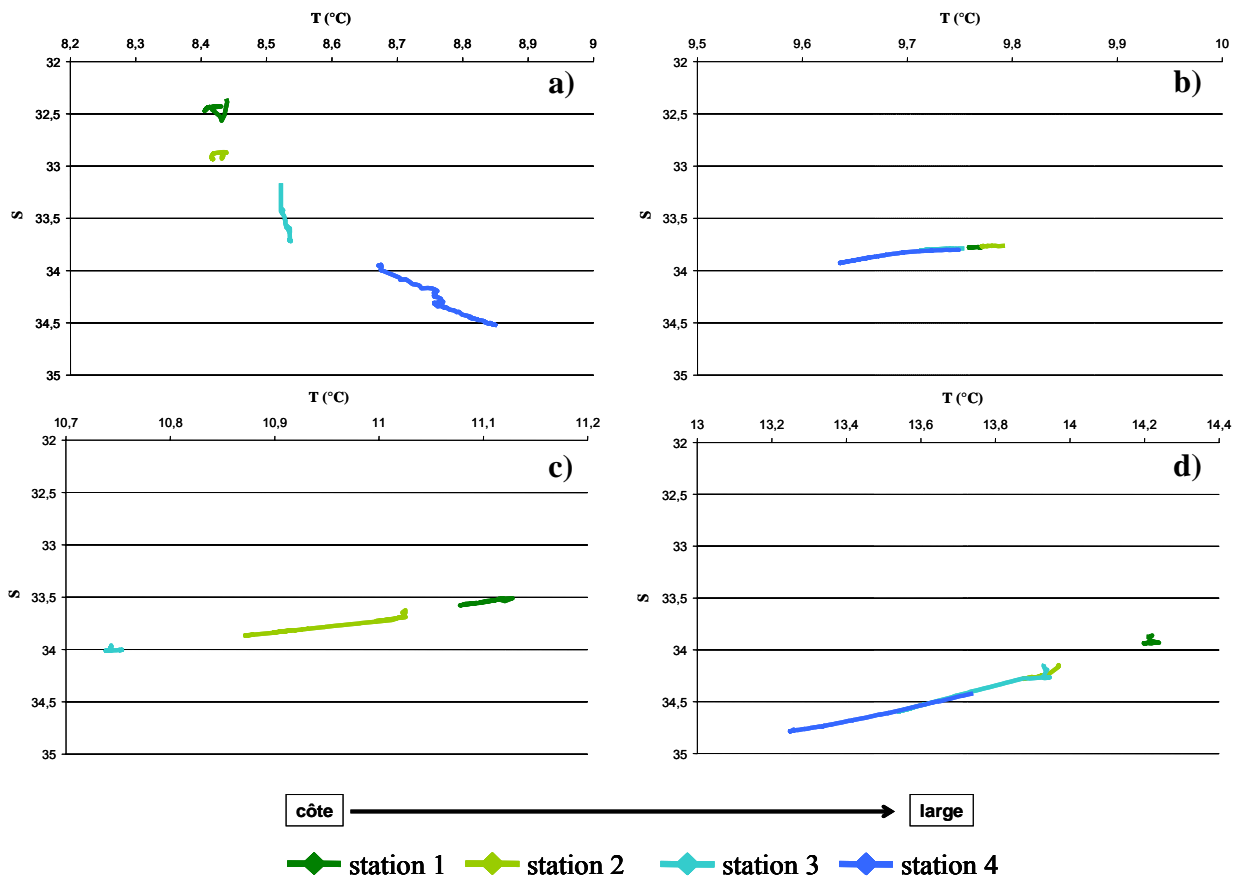 T (°C)
8,2 8,3 8,4 8,5 8,6 8,7 8,8 8,9 9
32
32,5
33
33,5
34
34,5
35
S
a)
T (°C)
9,5 9,6 9,7 9,8 9,9 10
32
32,5
33
33,5
34
34,5
35
S
b)
T (°C)
10,7 10,8 10,9 11 11,1 11,2
32
32,5
33
33,5
34
34,5
35
S
c)
T (°C)
13 13,2 13,4 13,6 13,8 14 14,2 14,4
32
32,5
33
33,5
34
34,5
35
S
d)
côte large
station 1 station 2 station 3 station 4